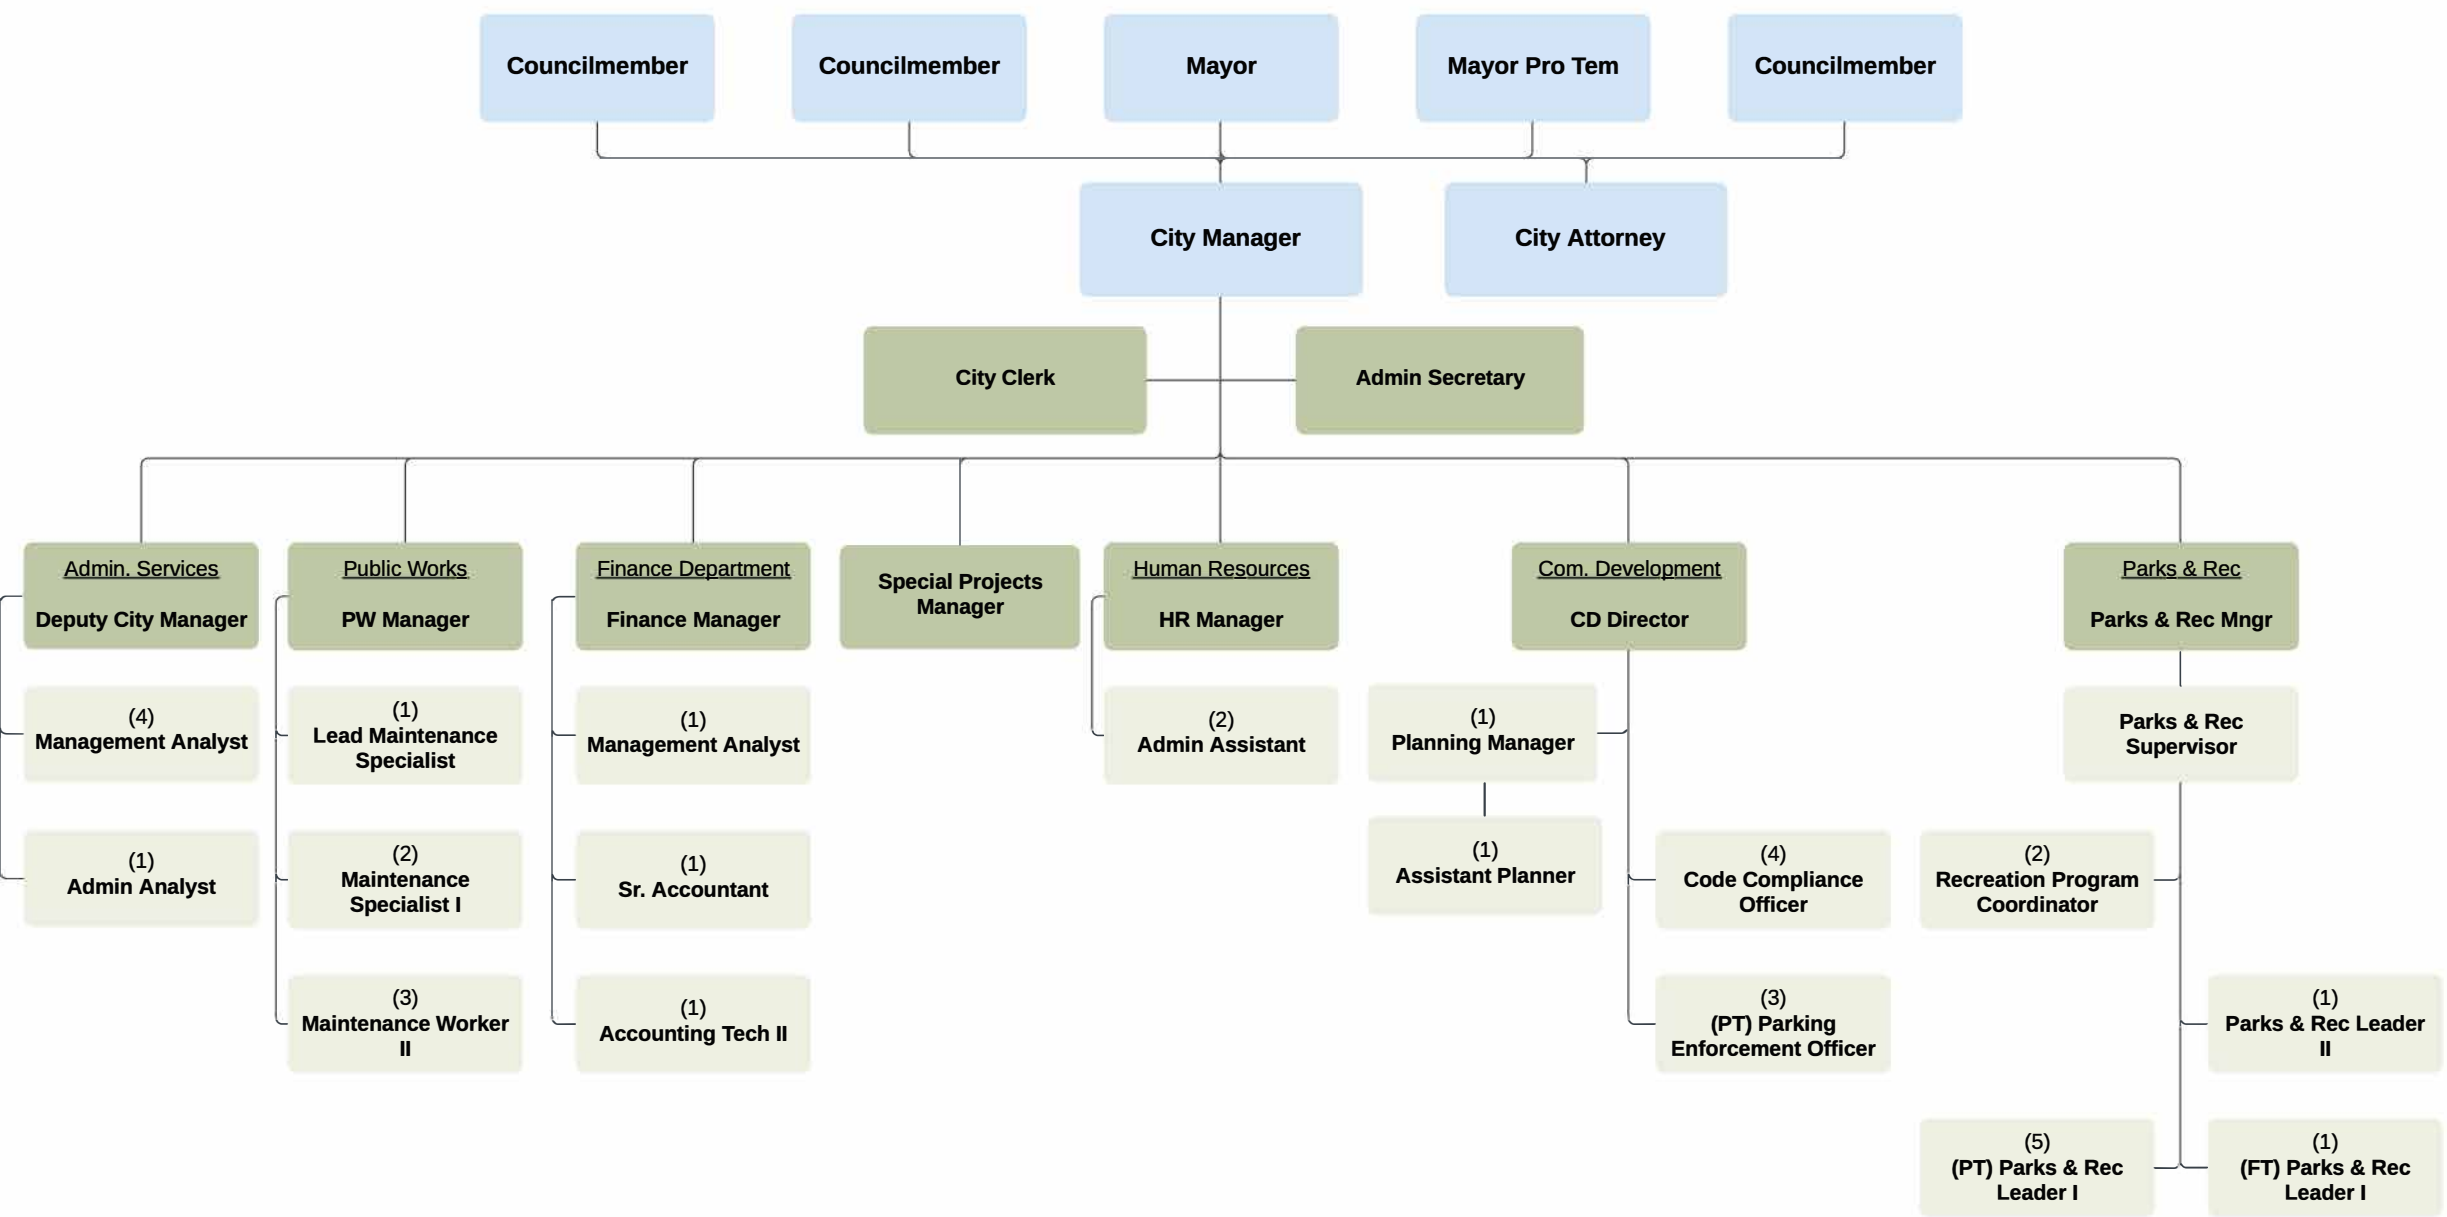 Councilmember
Councilmember
Mayor
Mayor Pro Tem
Councilmember
City Manager
City Attorney
City Clerk
Admin Secretary
Admin. Services
Deputy City Manager
Public Works
PW Manager
Finance Department
Finance Manager
Special Projects
Manager
Human Resources
HR Manager
Com. Development
CD Director
Parks & Rec
Parks & Rec Mngr
(4)
Management Analyst
(1)
Lead Maintenance
Specialist
(1)
Management Analyst
(2)
Admin Assistant
(1)
Planning Manager
Parks & Rec
Supervisor
(1)
Admin Analyst
(2)
Maintenance
Specialist I
(1)
Sr. Accountant
(1)
Assistant Planner
(4)
Code Compliance
Officer
(2)
Recreation Program
Coordinator
(3)
Maintenance Worker
II
(1)
Accounting Tech II
(3)
(PT) Parking
Enforcement Officer
(1)
Parks & Rec Leader
II
(5)
(PT) Parks & Rec
Leader I
(1)
(FT) Parks & Rec
Leader I